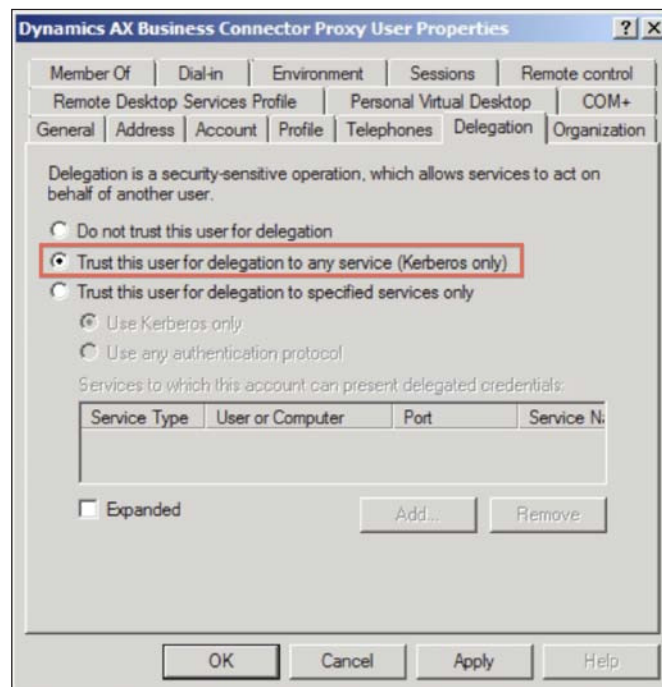 Dynamics AX Business Connector Proxy User Properties ? X
Member Of Dial-in Environment Sessions Remote control
Remote Desktop Services Profile Personal Virtual Desktop COM+
General Address Account Profile Telephones Delegation Organization
Delegation is a security-sensitive operation, which allows services to act on
behalf of another user.
Do not trust this user for delegation
Trust this user for delegation to any service (Kerberos only)
Trust this user for delegation to specified services only
Use Kerberos only
Use any authentication protocol
Services to which this account can present delegated credentials:
Service Type User or Computer Port Service Na
Expanded Add... Remove
OK Cancel Apply Help